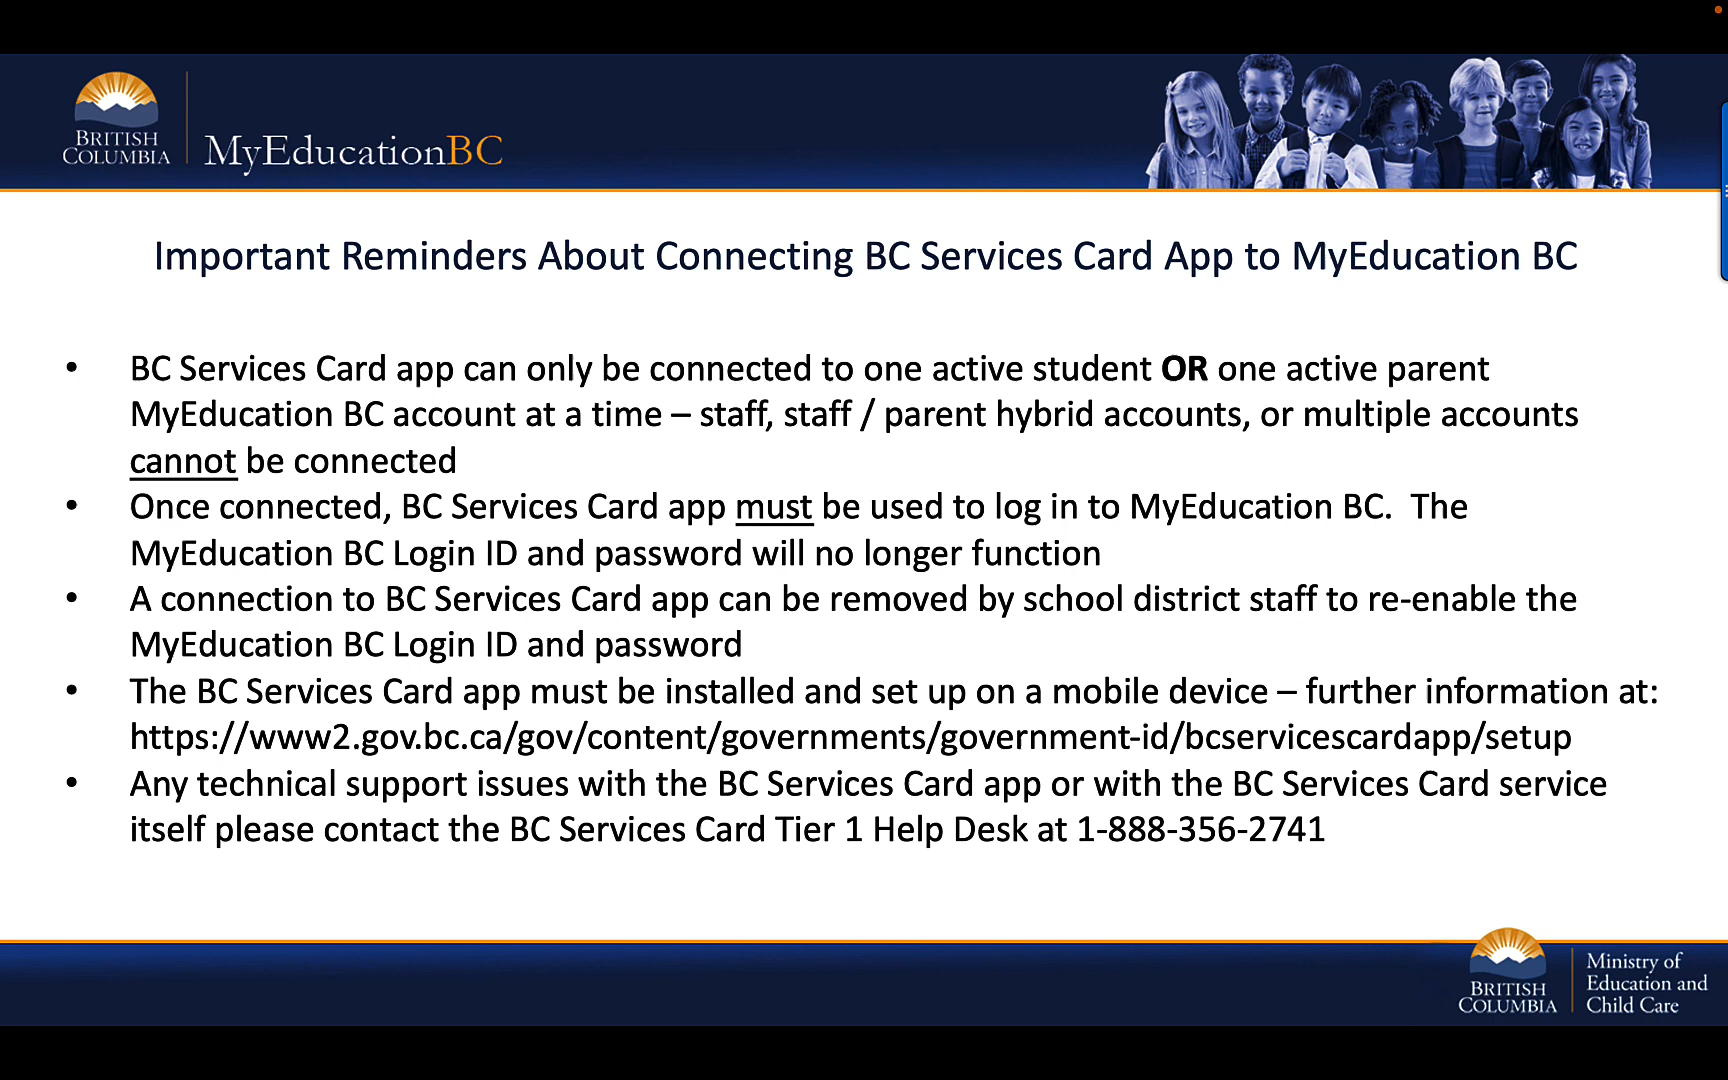 BRITISH
COLUMBIA
MyEducationBC
Important Reminders About Connecting BC Services Card App to MyEducation BC
• BC Services Card app can only be connected to one active student OR one active parent
MyEducation BC account at a time – staff, staff / parent hybrid accounts, or multiple accounts
cannot be connected
• Once connected, BC Services Card app must be used to log in to MyEducation BC.  The
MyEducation BC Login ID and password will no longer function
• A connection to BC Services Card app can be removed by school district staff to re-enable the
MyEducation BC Login ID and password
• The BC Services Card app must be installed and set up on a mobile device – further information at:
https://www2.gov.bc.ca/gov/content/governments/government-id/bcservicescardapp/setup
• Any technical support issues with the BC Services Card app or with the BC Services Card service
itself please contact the BC Services Card Tier 1 Help Desk at 1-888-356-2741
BRITISH
COLUMBIA
Ministry of
Education and
Child Care